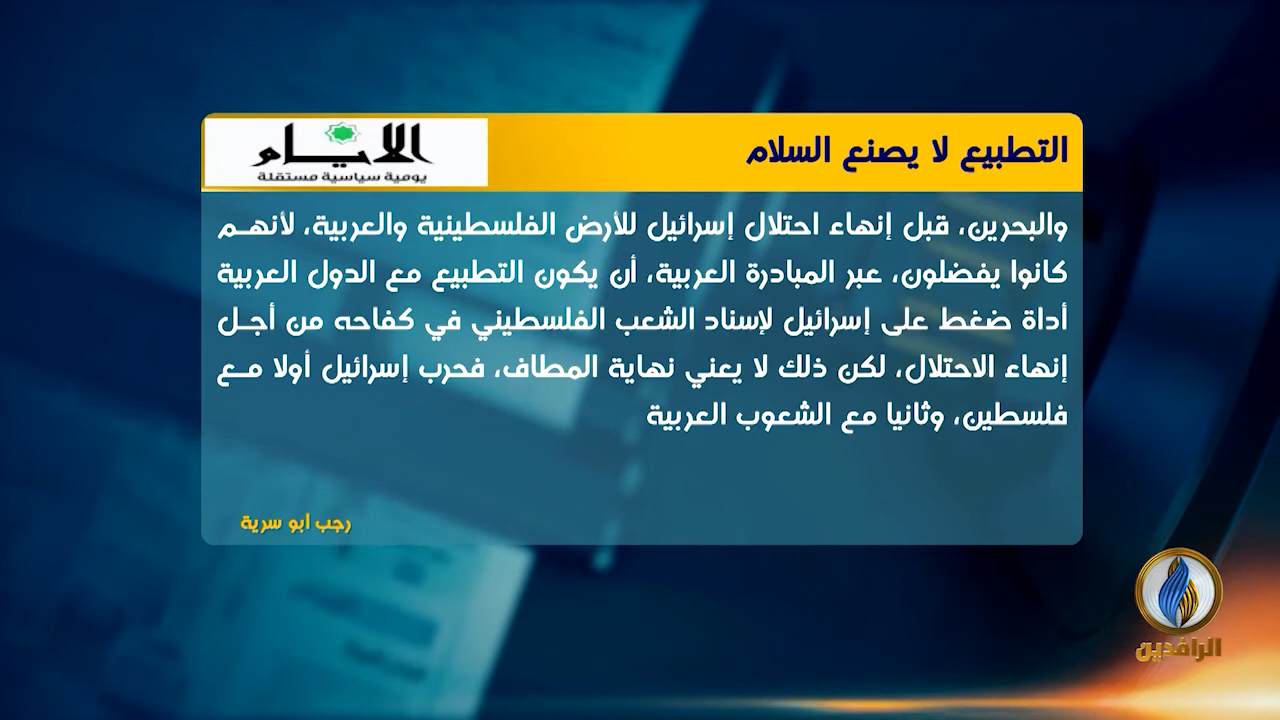 التطبيع لا يصنع السلام
الايام
يومية سياسية مستقلة
والبحرين، قبل إنهاء احتلال إسرائيل للأرض الفلسطينية والعربية، لأنهم
كانوا يفضلون، عبر المبادرة العربية، أن يكون التطبيع مع الدول العربية
أداة ضغط على إسرائيل لإسناد الشعب الفلسطيني في كفاحه من أجل
إنهاء الاحتلال، لكن ذلك لا يعني نهاية المطاف، فحرب إسرائيل أولا مع
فلسطين، وثانيا مع الشعوب العربية
رجب ابو سرية
الرافدين